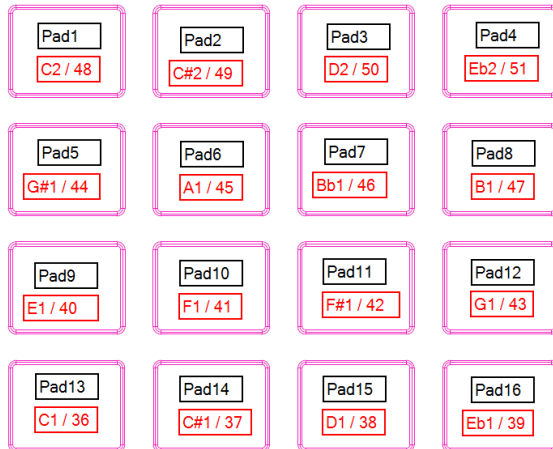 Pad1
C2 / 48
Pad2
C#2 / 49
Pad3
D2 / 50
Pad4
Eb2 / 51
Pad5
G#1 / 44
Pad6
A1 / 45
Pad7
Bb1 / 46
Pad8
B1 / 47
Pad9
E1 / 40
Pad10
F1 / 41
Pad11
F#1 / 42
Pad12
G1 / 43
Pad13
C1 / 36
Pad14
C#1 / 37
Pad15
D1 / 38
Pad16
Eb1 / 39